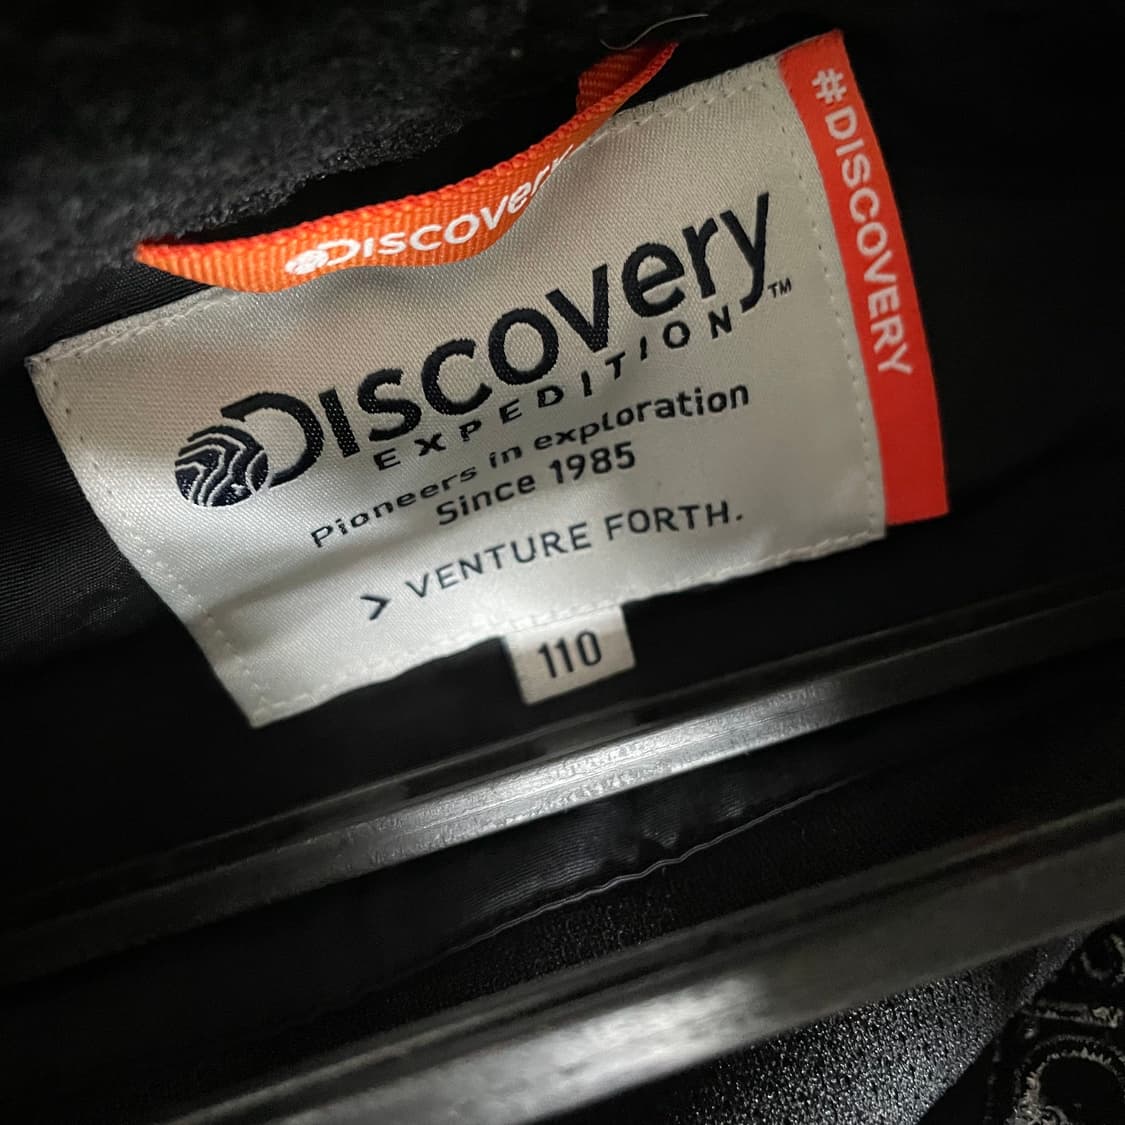 Discovery
#DISCOVERY
Discovery™
EXPEDITION
Pioneers in exploration
Since 1985
> VENTURE FORTH.
110